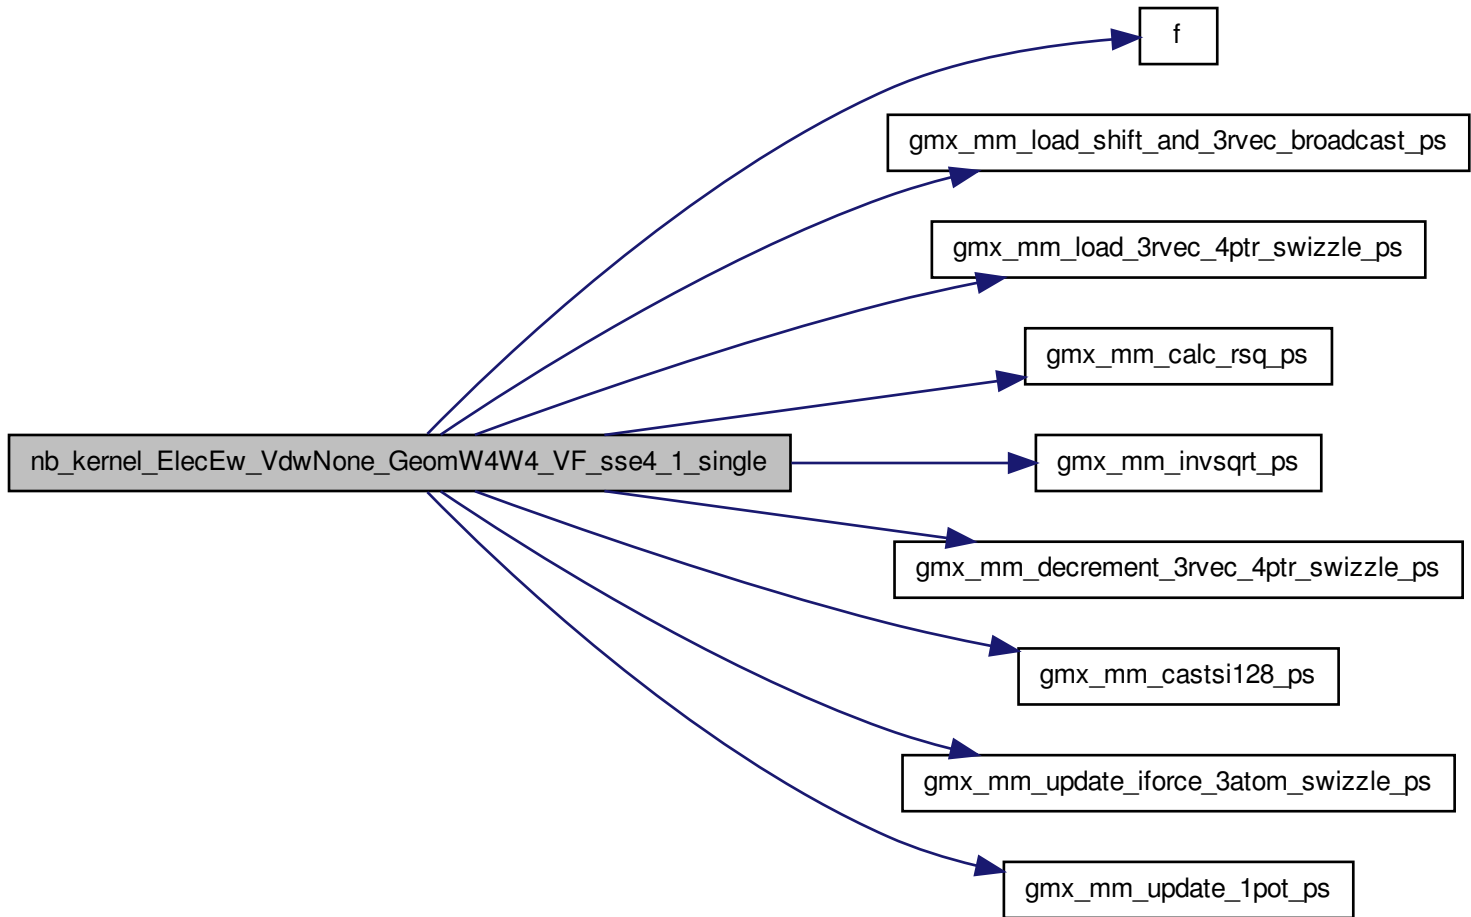 f
gmx_mm_load_shift_and_3rvec_broadcast_ps
gmx_mm_load_3rvec_4ptr_swizzle_ps
gmx_mm_calc_rsq_ps
nb_kernel_ElecEw_VdwNone_GeomW4W4_VF_sse4_1_single
gmx_mm_invsqrt_ps
gmx_mm_decrement_3rvec_4ptr_swizzle_ps
gmx_mm_castsi128_ps
gmx_mm_update_iforce_3atom_swizzle_ps
gmx_mm_update_1pot_ps